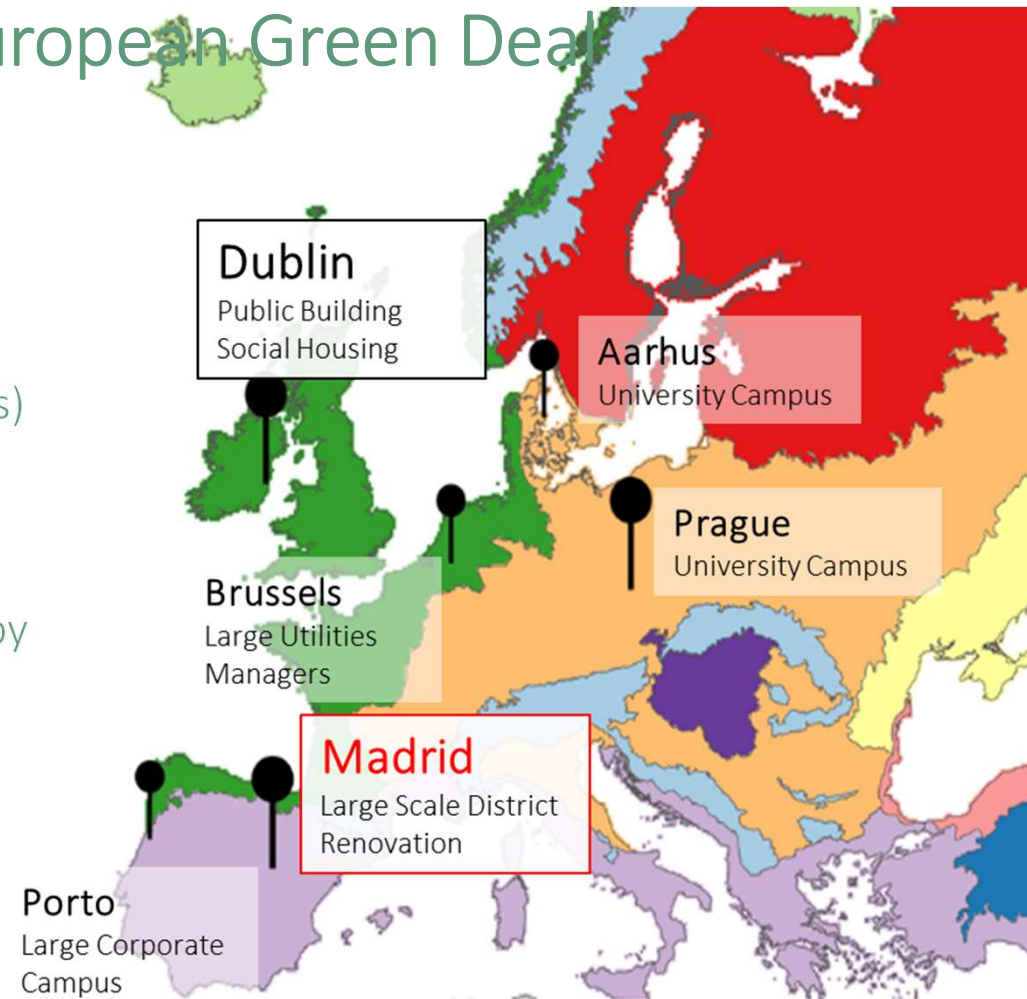 uropean Green Deal
Dublin
Public Building
Social Housing
Aarhus
University Campus
s)
Prague
University Campus
Brussels
Large Utilities
Managers
by
Madrid
Large Scale District
Renovation
Porto
Large Corporate
Campus